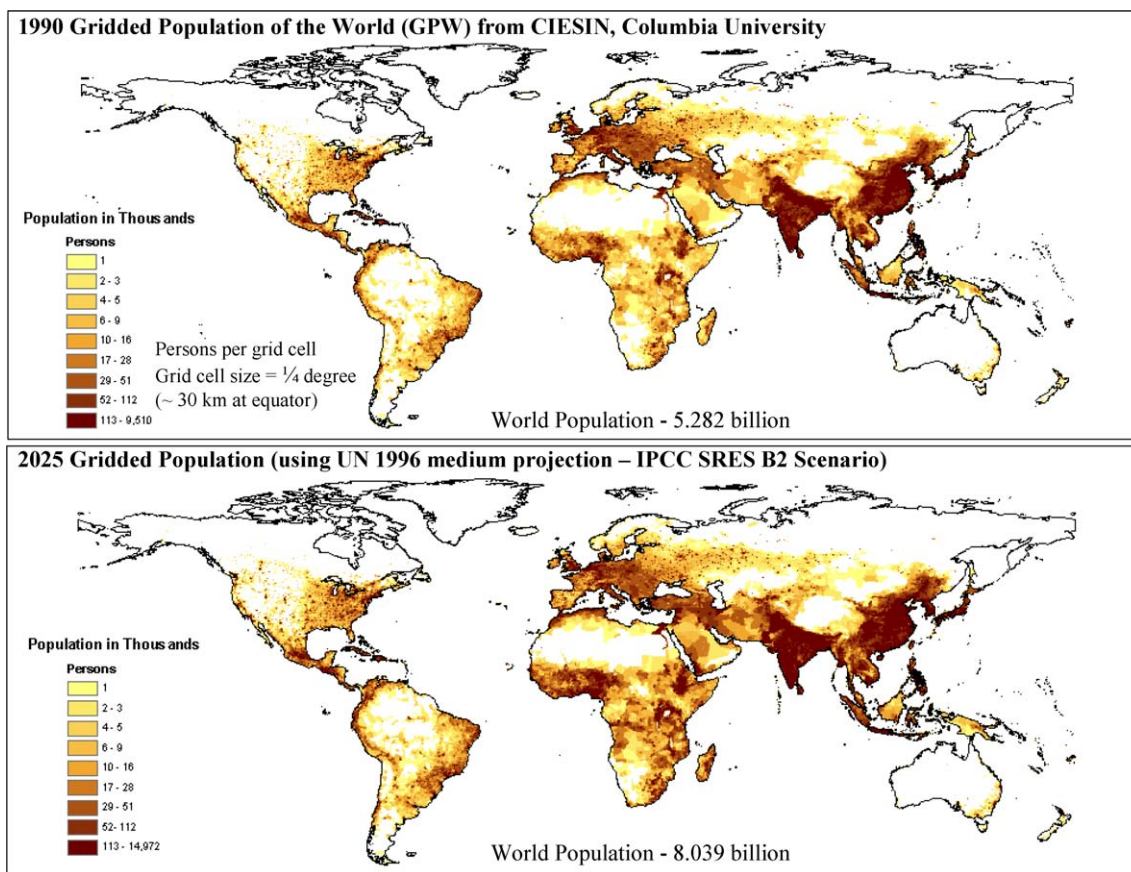 1990 Gridded Population of the World (GPW) from CIESIN, Columbia University
Population in Thousands
Persons
1
2 - 3
4 - 5
6 - 9
10 - 16
17 - 28
29 - 51
52 - 112
113 - 9,510
Persons per grid cell
Grid cell size = ¼ degree
(~ 30 km at equator)
World Population - 5.282 billion
2025 Gridded Population (using UN 1996 medium projection – IPCC SRES B2 Scenario)
Population in Thousands
Persons
1
2 - 3
4 - 5
6 - 9
10 - 16
17 - 28
29 - 51
52- 112
113 - 14,972
World Population - 8.039 billion